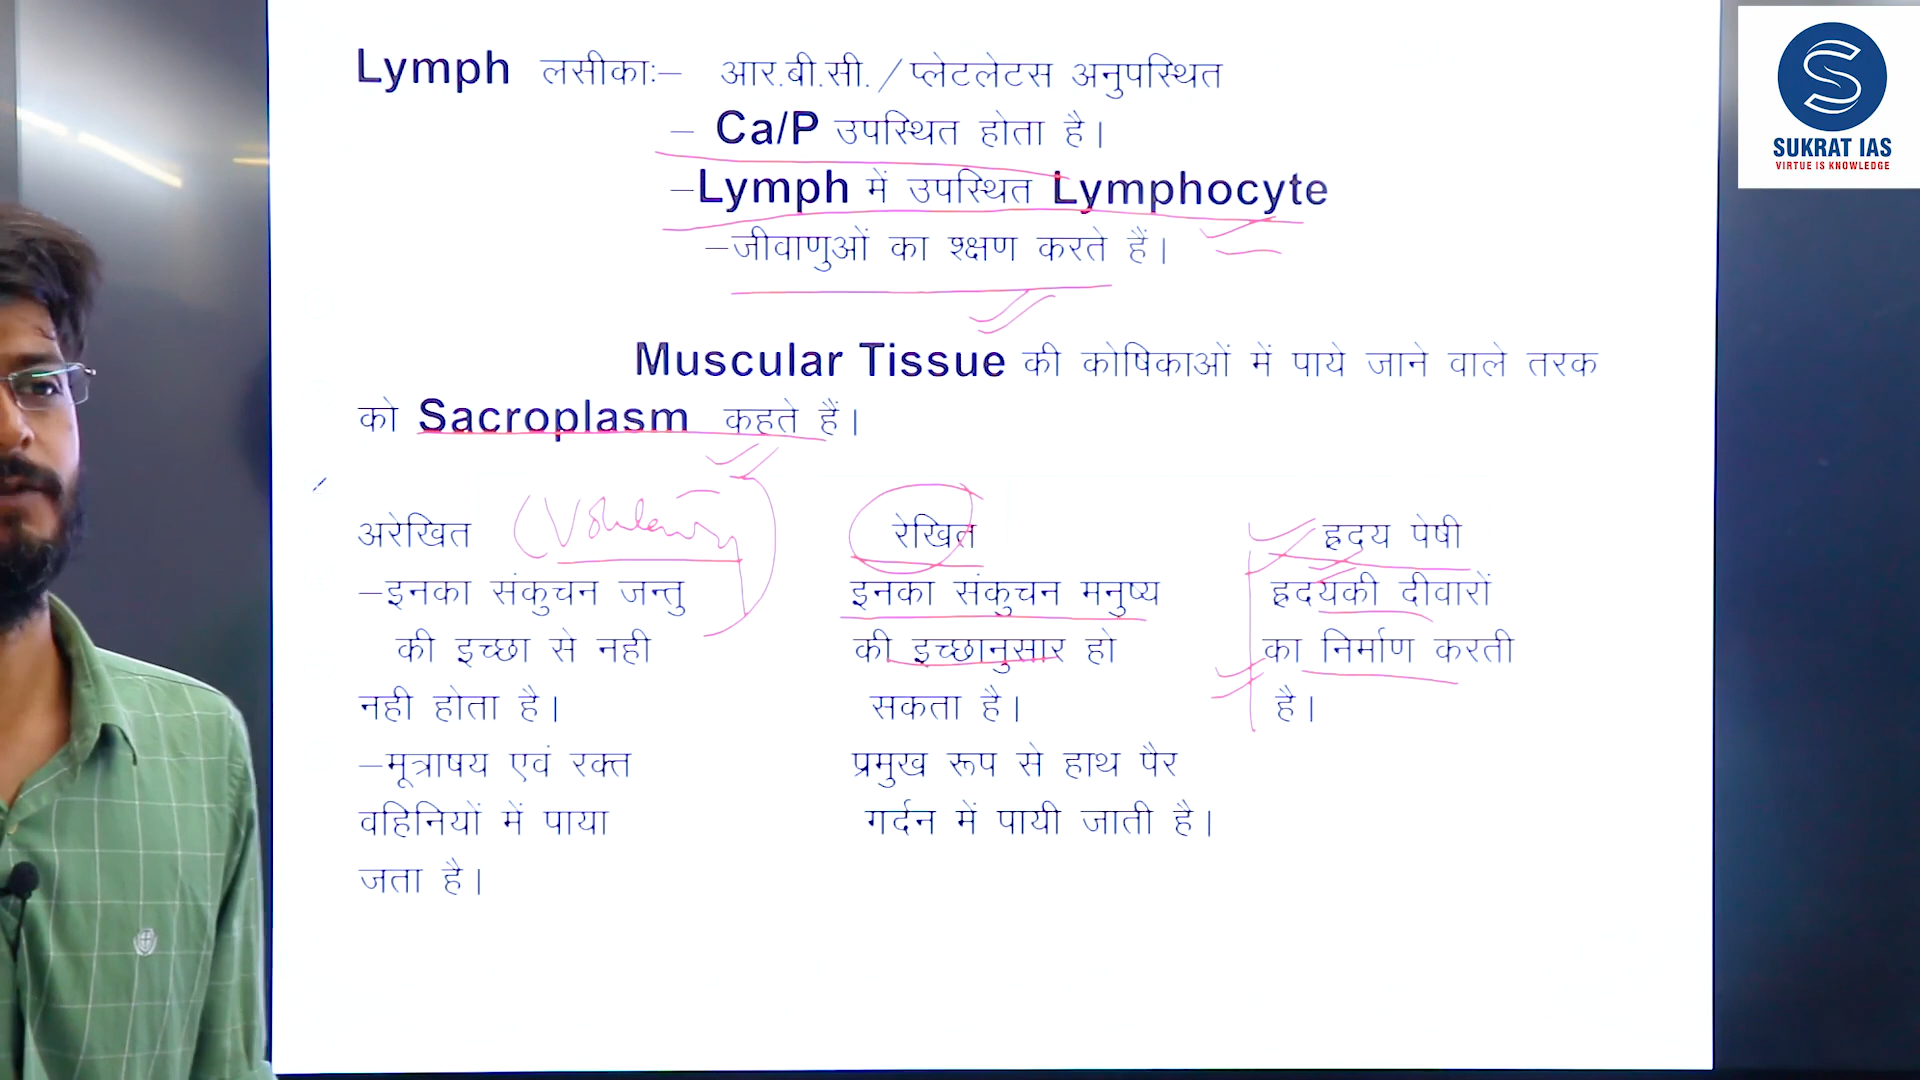 Lymph लसीकाः– आर.बी.सी./प्लेटलेटस अनुपस्थित
– Ca/P उपस्थित होता है।
–Lymph में उपस्थित Lymphocyte
–जीवाणुओं का श्क्षण करते हैं।
Muscular Tissue की कोषिकाओं में पाये जाने वाले तरक
को Sacroplasm कहते हैं।
अरेखित
–इनका संकुचन जन्तु
की इच्छा से नही
नही होता है।
–मूत्राषय एवं रक्त
वहिनियों में पाया
जता है।
रेखित
इनका संकुचन मनुष्य
की इच्छानुसार हो
सकता है।
प्रमुख रूप से हाथ पैर
गर्दन में पायी जाती है।
ह्रदय पेषी
ह्रदयकी दीवारों
का निर्माण करती
है।
S
SUKRAT IAS
VIRTUE IS KNOWLEDGE